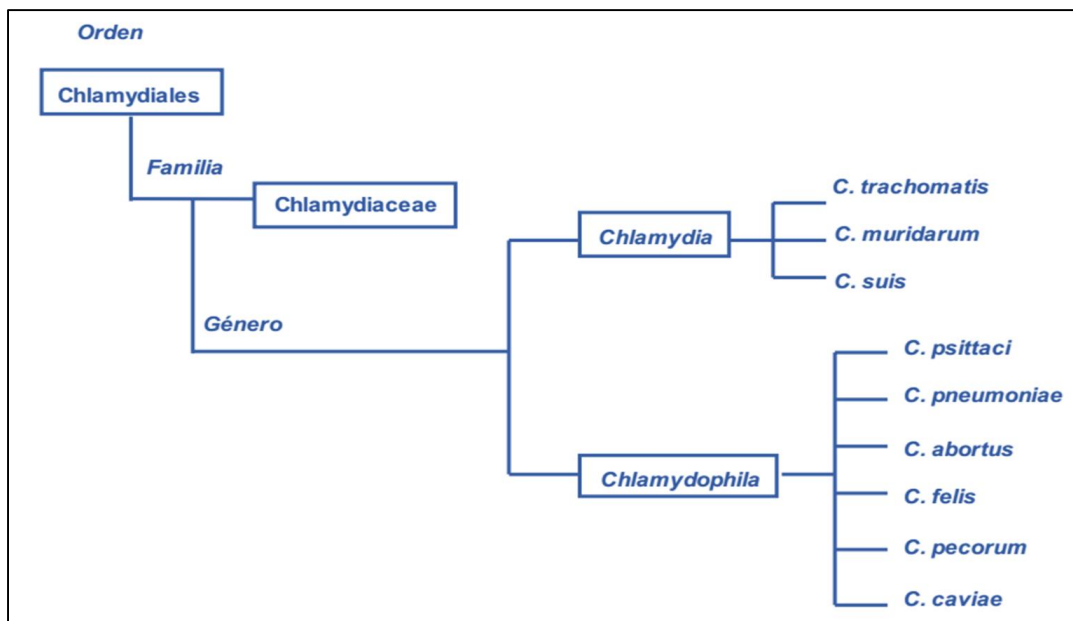 Orden
Chlamydiales
Familia
Chlamydiaceae
Género
Chlamydia
C. trachomatis
C. muridarum
C. suis
Chlamydophila
C. psittaci
C. pneumoniae
C. abortus
C. felis
C. pecorum
C. caviae